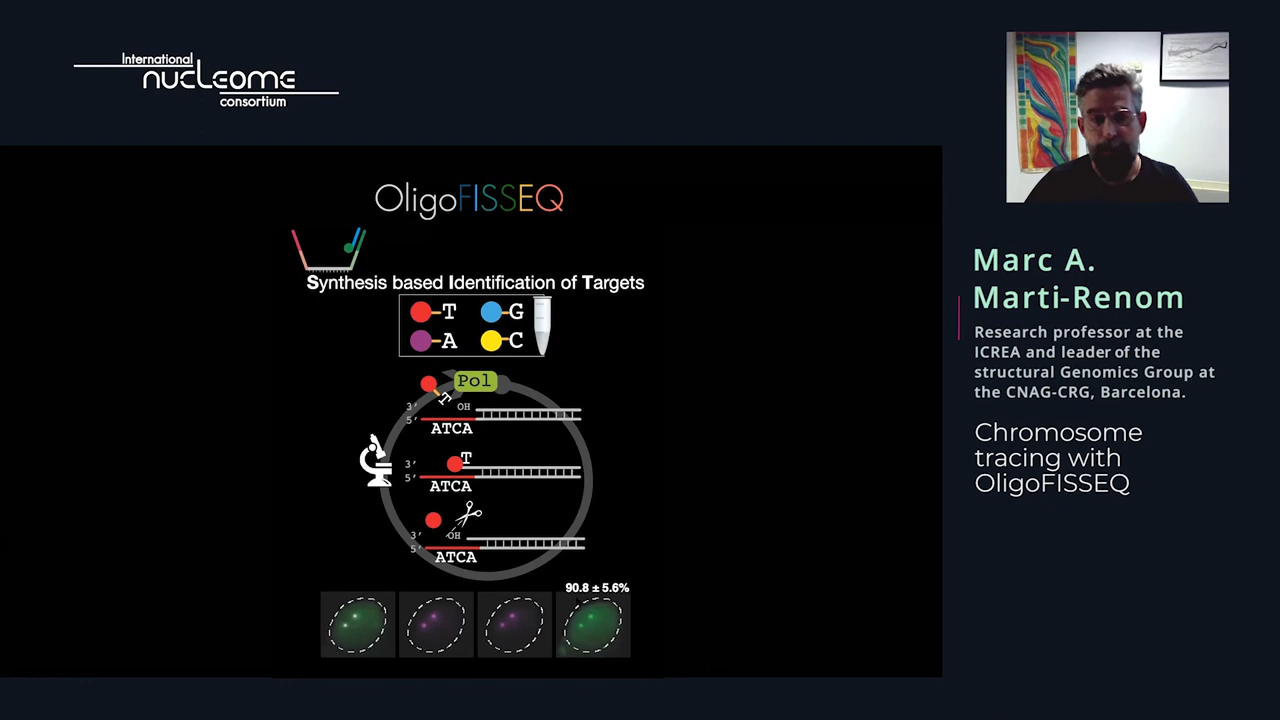 International
nucleome
consortium
OligoFISSEQ
Synthesis based Identification of Targets
T G
A C
Pol
T
3' OH
5'
ATCA
T
3'
5'
ATCA
3' OH
5'
ATCA
90.8 ± 5.6%
Marc A.
Marti-Renom
Research professor at the
ICREA and leader of the
structural Genomics Group at
the CNAG-CRG, Barcelona.
Chromosome
tracing with
OligoFISSEQ